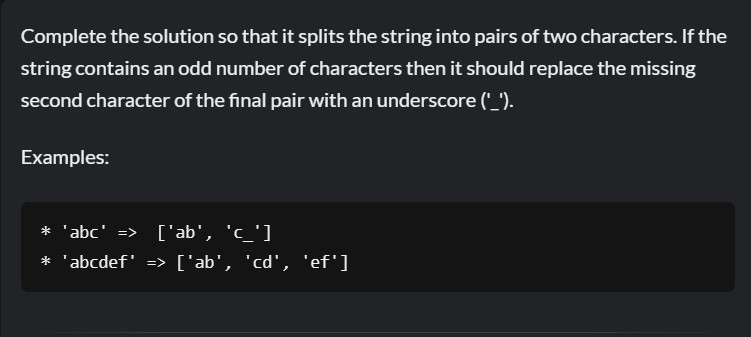 Complete the solution so that it splits the string into pairs of two characters. If the
string contains an odd number of characters then it should replace the missing
second character of the final pair with an underscore ('_').
Examples:
* 'abc' =>  ['ab', 'c_']
* 'abcdef' => ['ab', 'cd', 'ef']